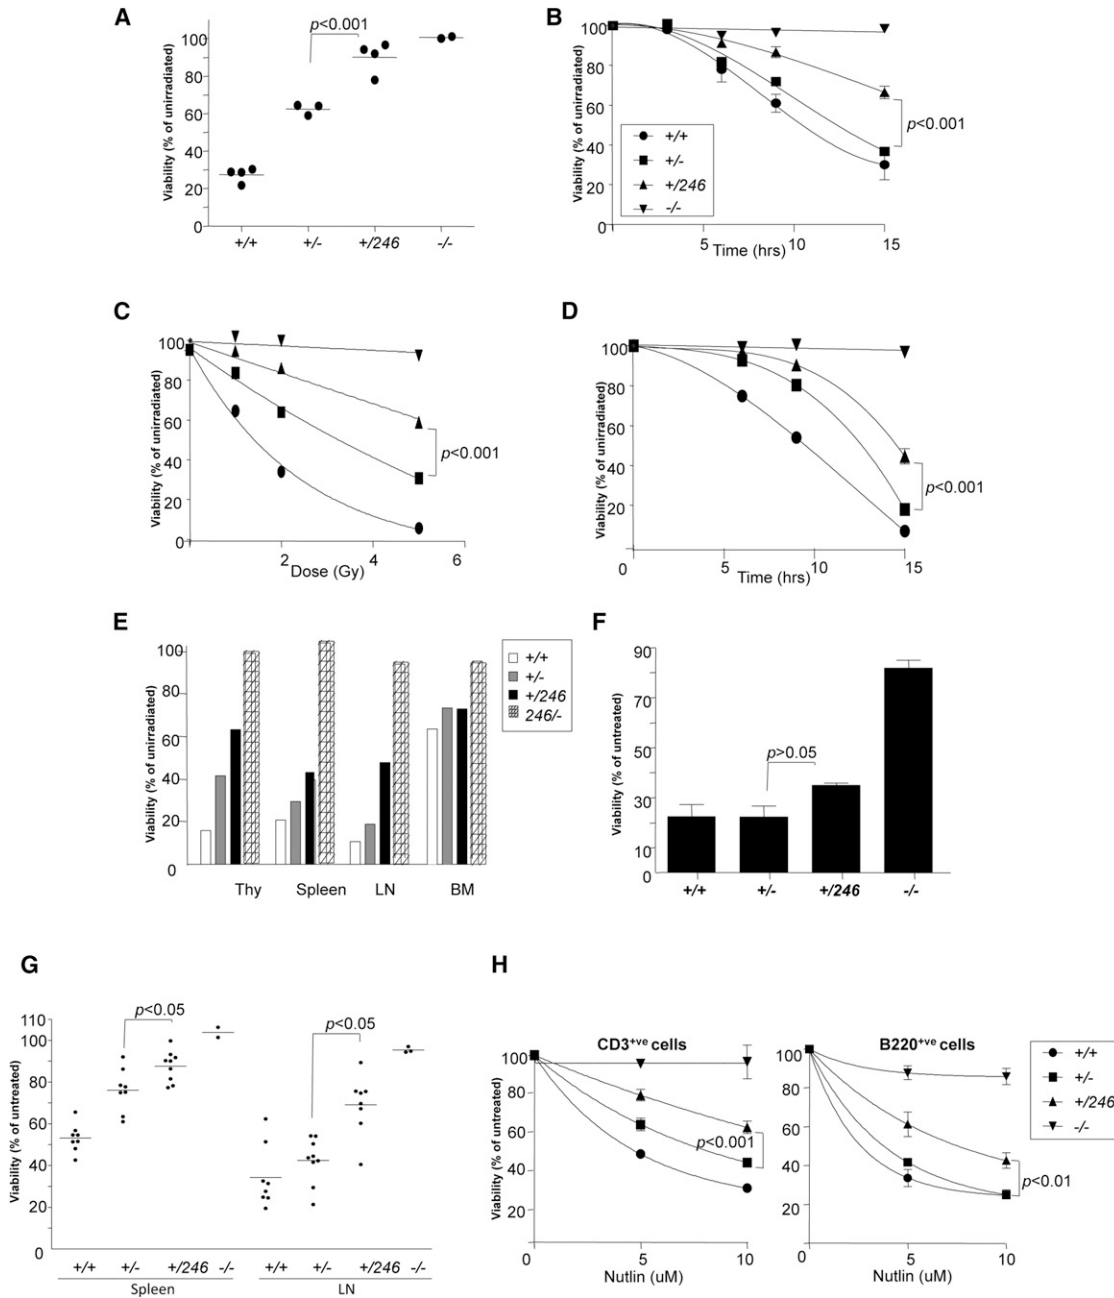 A
p<0.001
Viability (% of unirradiated)
100
80
60
40
20
0
+/+
+/-
+/246
-/-
B
Viability (% of unirradiated)
100
80
60
40
20
0
+/+
+/-
+/246
-/-
p<0.001
5
10
15
Time (hrs)
C
Viability (% of unirradiated)
100
80
60
40
20
0
p<0.001
2
4
6
Dose (Gy)
D
Viability (% of unirradiated)
100
80
60
40
20
0
5
10
15
p<0.001
Time (hrs)
E
Viability (% of unirradiated)
100
80
60
40
20
0
Thy
Spleen
LN
BM
+/+
+/-
+/246
246/-
F
Viability (% of untreated)
90
70
50
30
10
0
p>0.05
+/+
+/-
+/246
-/-
G
Viability (% of untreated)
110
100
80
60
40
20
0
p<0.05
p<0.05
+/+
+/-
+/246
-/-
+/+
+/-
+/246
-/-
Spleen
LN
H
CD3+ve cells
Viability (% of untreated)
100
80
60
40
20
0
5
10
p<0.001
Nutlin (uM)
B220+ve cells
100
80
60
40
20
0
0
5
10
p<0.01
Nutlin (uM)
+/+
+/-
+/246
-/-